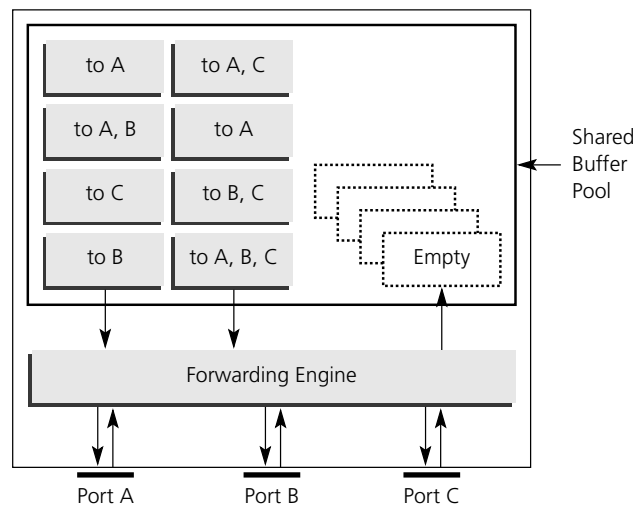 to A
to A, C
to A, B
to A
to C
to B, C
to B
to A, B, C
Empty
Shared
Buffer
Pool
Forwarding Engine
Port A
Port B
Port C